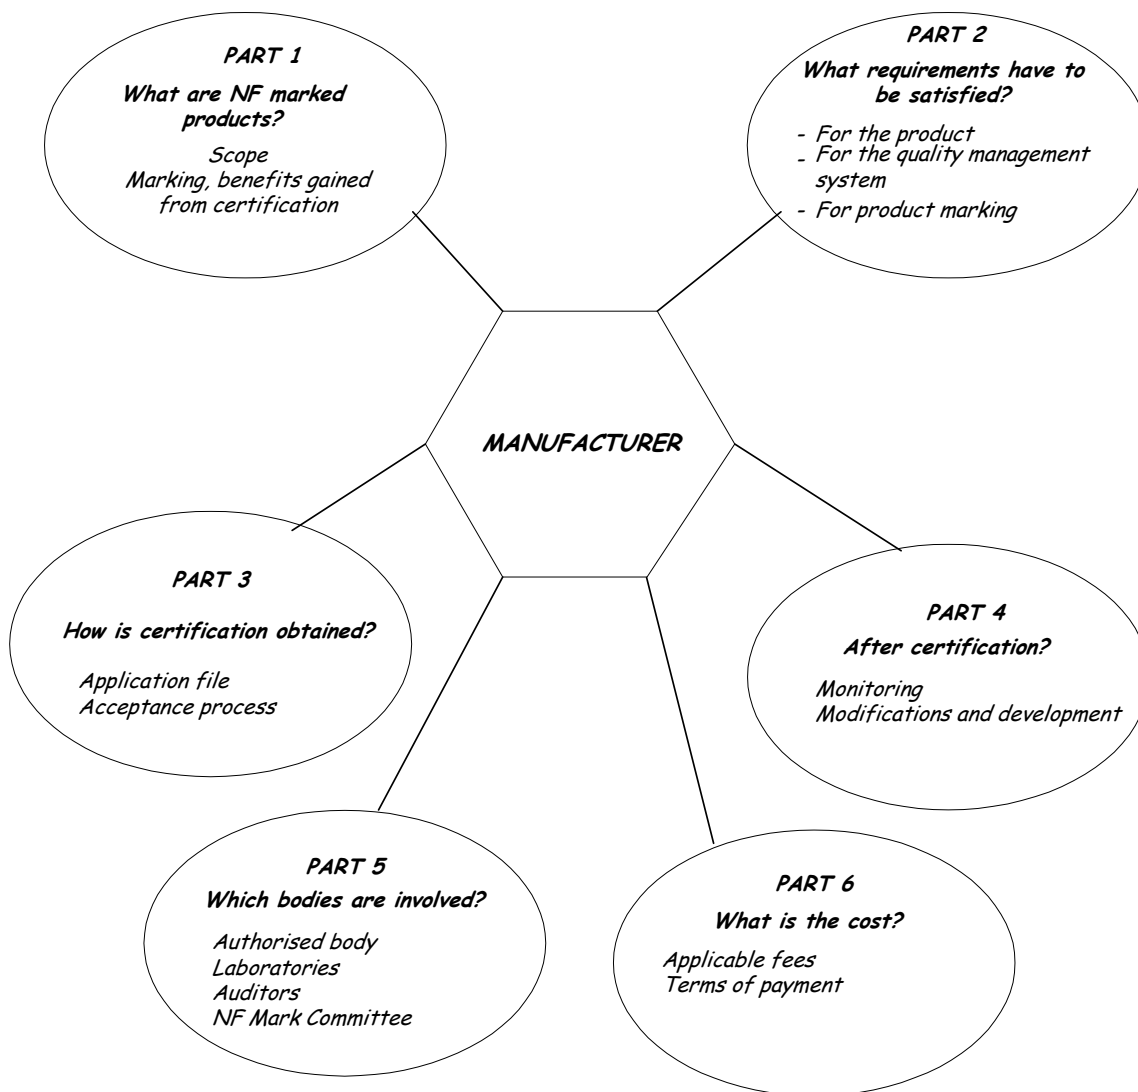 PART 1
What are NF marked
products?
Scope
Marking, benefits gained
from certification
PART 2
What requirements have to
be satisfied?
- For the product
- For the quality management
system
- For product marking
MANUFACTURER
PART 3
How is certification obtained?
Application file
Acceptance process
PART 4
After certification?
Monitoring
Modifications and development
PART 5
Which bodies are involved?
Authorised body
Laboratories
Auditors
NF Mark Committee
PART 6
What is the cost?
Applicable fees
Terms of payment